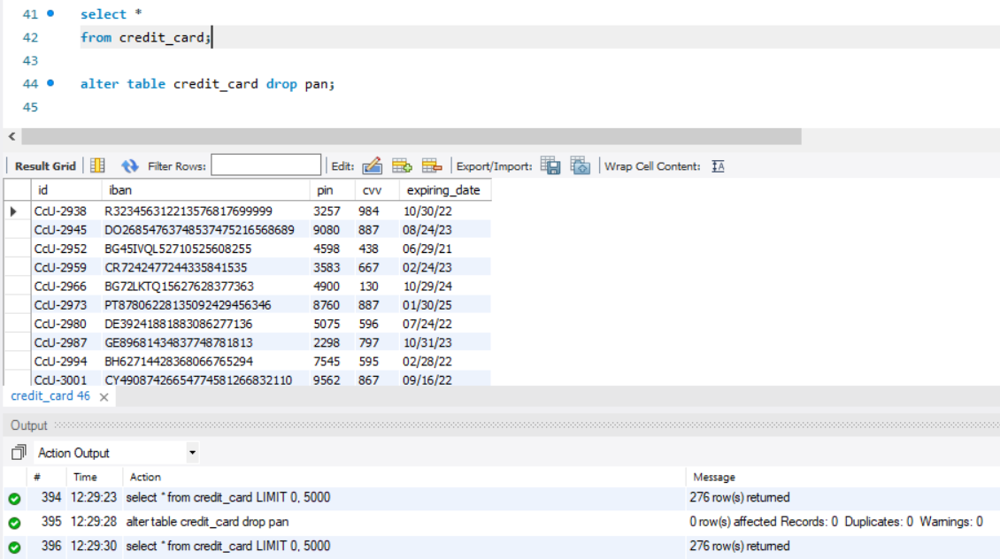 41 select *
42 from credit_card;
43
44 alter table credit_card drop pan;
45
Result Grid Filter Rows: Edit: Export/Import: Wrap Cell Content:
id iban pin cvv expiring_date
CcU-2938 R323456312213576817699999 3257 984 10/30/22
CcU-2945 DO26854763748537475216568689 9080 887 08/24/23
CcU-2952 BG45IVQL52710525608255 4598 438 06/29/21
CcU-2959 CR7242477244335841535 3583 667 02/24/23
CcU-2966 BG72LKTQ15627628377363 4900 130 10/29/24
CcU-2973 PT87806228135092429456346 8760 887 01/30/25
CcU-2980 DE39241881883086277136 5075 596 07/24/22
CcU-2987 GE89681434837748781813 2298 797 10/31/23
CcU-2994 BH62714428368066765294 7545 595 02/28/22
CcU-3001 CY49087426654774581266832110 9562 867 09/16/22
credit_card 46
Output
Action Output
# Time Action Message
394 12:29:23 select * from credit_card LIMIT 0, 5000 276 row(s) returned
395 12:29:28 alter table credit_card drop pan 0 row(s) affected Records: 0 Duplicates: 0 Warnings: 0
396 12:29:30 select * from credit_card LIMIT 0, 5000 276 row(s) returned